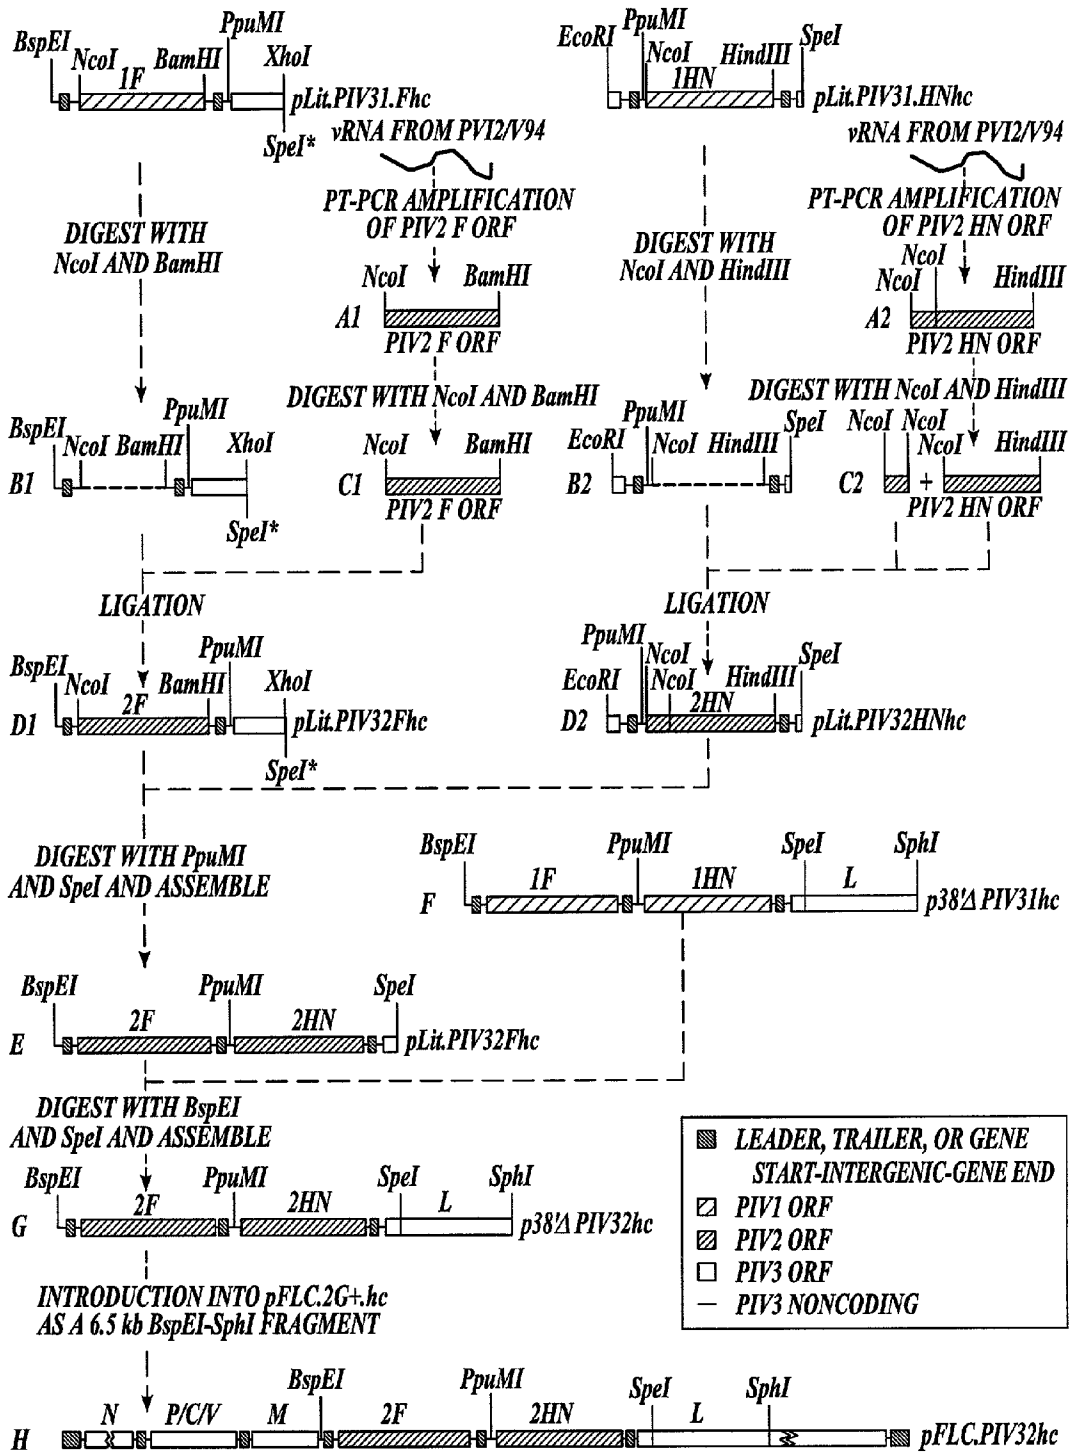 BspEI NcoI 1F BamHI PpuMI XhoI pLit.PIV31.Fhc
SpeI*
EcoRI PpuMI NcoI 1HN HindIII SpeI pLit.PIV31.HNhc
vRNA FROM PVI2/V94
PT-PCR AMPLIFICATION
OF PIV2 F ORF
vRNA FROM PVI2/V94
PT-PCR AMPLIFICATION
OF PIV2 HN ORF
DIGEST WITH
NcoI AND BamHI
DIGEST WITH
NcoI AND HindIII
NcoI BamHI
A1
PIV2 F ORF
NcoI
NcoI HindIII
A2
PIV2 HN ORF
DIGEST WITH NcoI AND BamHI
DIGEST WITH NcoI AND HindIII
BspEI NcoI BamHI PpuMI XhoI
B1
SpeI*
NcoI BamHI
C1
PIV2 F ORF
EcoRI PpuMI NcoI HindIII SpeI
B2
NcoI NcoI NcoI HindIII
C2 +
PIV2 HN ORF
LIGATION
LIGATION
BspEI NcoI 2F BamHI PpuMI XhoI
D1 pLit.PIV32Fhc
SpeI*
EcoRI PpuMI NcoI NcoI 2HN HindIII SpeI
D2 pLit.PIV32HNhc
DIGEST WITH PpuMI
AND SpeI AND ASSEMBLE
BspEI PpuMI SpeI SphI
1F 1HN L
F p38'Δ PIV31hc
BspEI PpuMI SpeI
2F 2HN
E pLit.PIV32Fhc
DIGEST WITH BspEI
AND SpeI AND ASSEMBLE
BspEI PpuMI SpeI SphI
2F 2HN L
G p38'Δ PIV32hc
LEADER, TRAILER, OR GENE
START-INTERGENIC-GENE END
PIV1 ORF
PIV2 ORF
PIV3 ORF
— PIV3 NONCODING
INTRODUCTION INTO pFLC.2G+.hc
AS A 6.5 kb BspEI-SphI FRAGMENT
BspEI PpuMI SpeI SphI
N P/C/V M 2F 2HN L
H pFLC.PIV32hc